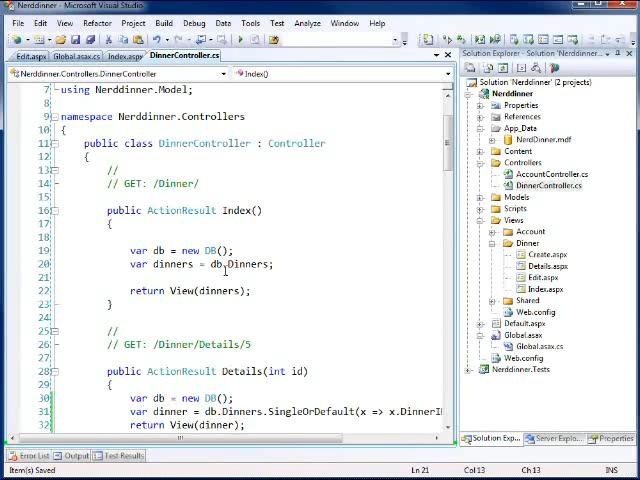 Nerddinner - Microsoft Visual Studio
File Edit View Refactor Project Build Debug Data Tools Test Analyze Window Help
Edit.aspx Global.asax.cs Index.aspx DinnerController.cs
Nerddinner.Controllers.DinnerController Index()
7 using Nerddinner.Model;
8
9 namespace Nerddinner.Controllers
10 {
11 public class DinnerController : Controller
12 {
13 //
14 // GET: /Dinner/
15
16 public ActionResult Index()
17 {
18
19 var db = new DB();
20 var dinners = db.Dinners;
21
22 return View(dinners);
23 }
24
25 //
26 // GET: /Dinner/Details/5
27
28 public ActionResult Details(int id)
29 {
30 var db = new DB();
31 var dinner = db.Dinners.SingleOrDefault(x => x.DinnerI
32 return View(dinner);
Solution Explorer - Solution 'Nerddinner...
Solution 'Nerddinner' (2 projects)
Nerddinner
Properties
References
App_Data
NerdDinner.mdf
Content
Controllers
AccountController.cs
DinnerController.cs
Models
Scripts
Views
Account
Dinner
Create.aspx
Details.aspx
Edit.aspx
Index.aspx
Shared
Web.config
Default.aspx
Global.asax
Global.asax.cs
Web.config
Nerddinner.Tests
Solution Exp... Server Explo... Properties
Error List Output Test Results
Item(s) Saved Ln 21 Col 13 Ch 13 INS